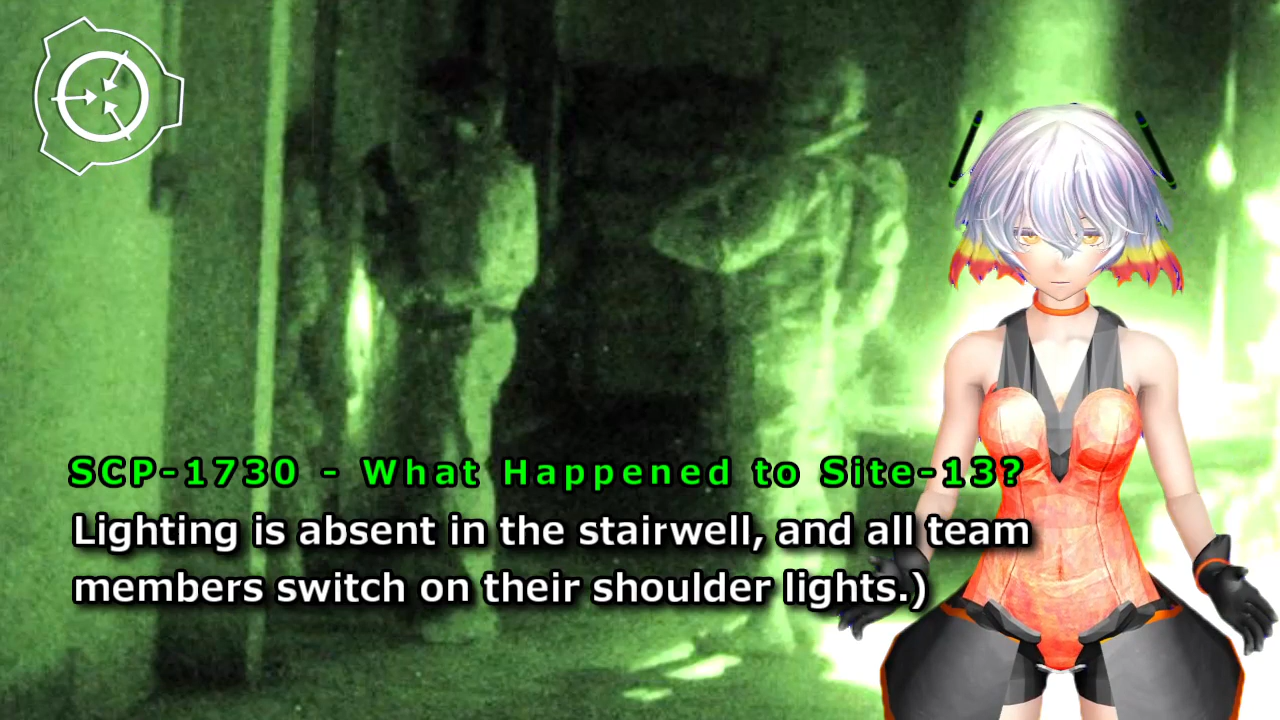 SCP-1730 - What Happened to Site-13?
Lighting is absent in the stairwell, and all team
members switch on their shoulder lights.)